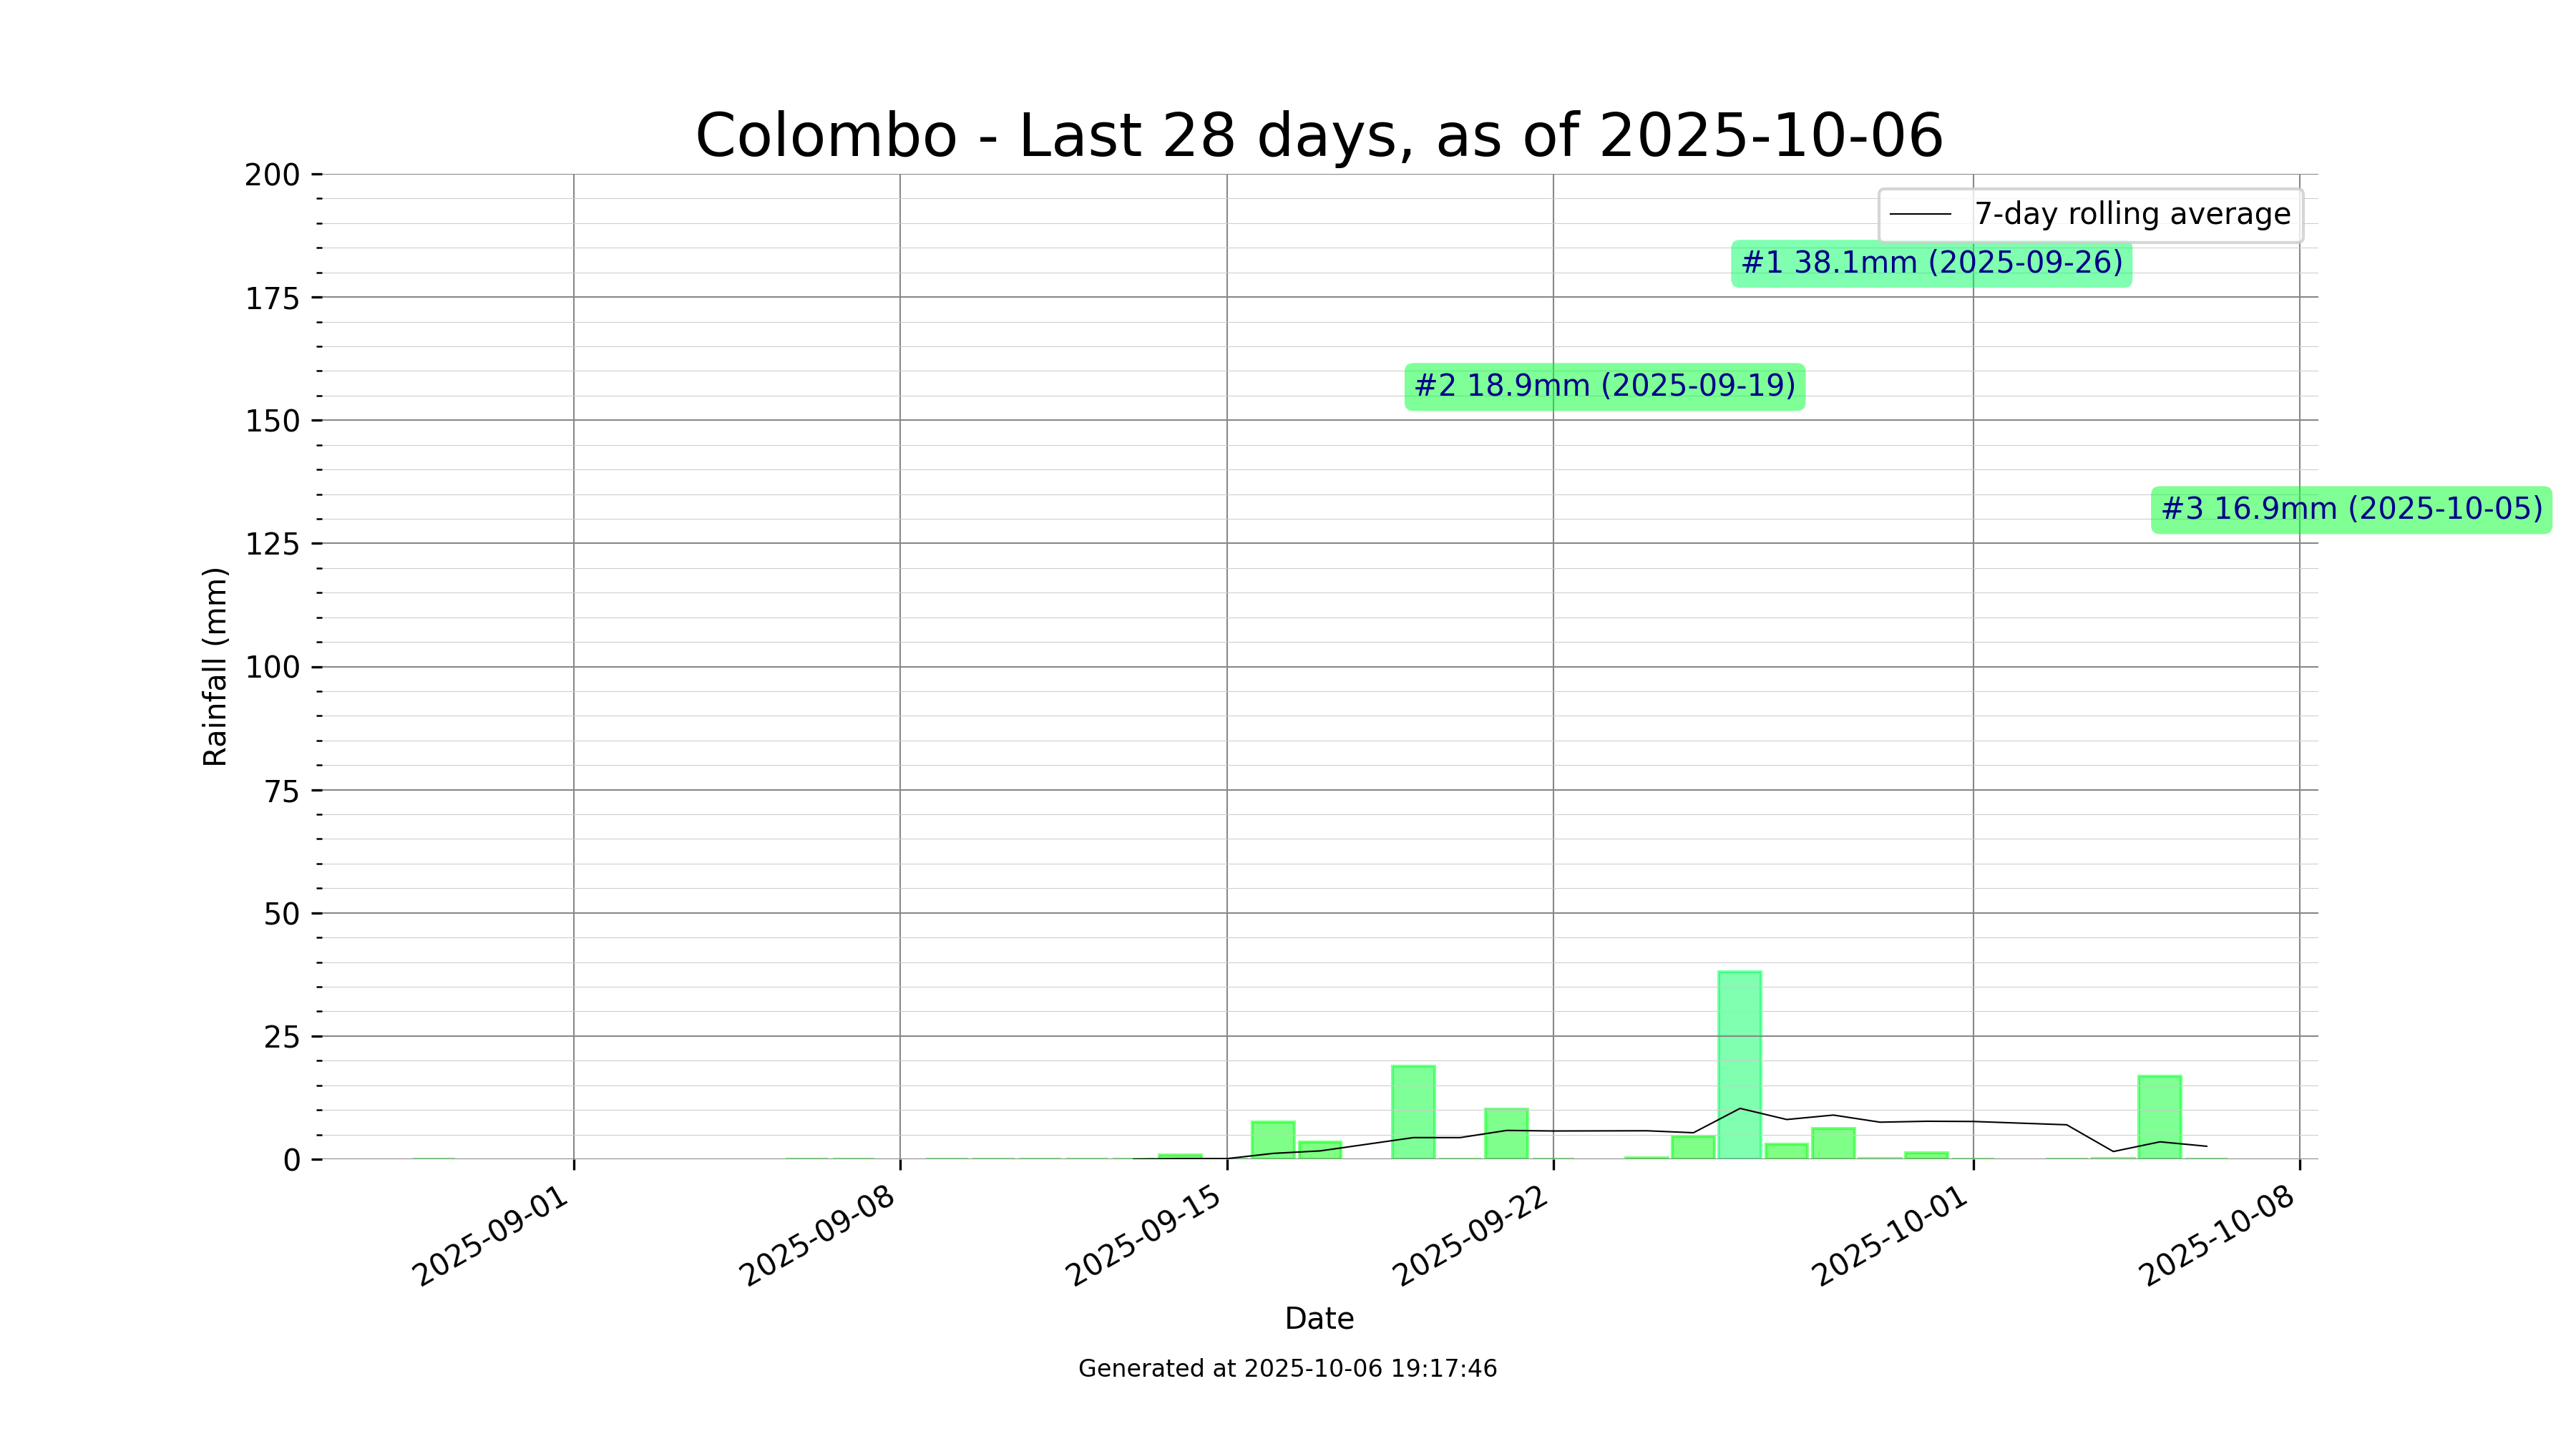 Colombo - Last 28 days, as of 2025-10-06
200
175
150
125
100
75
50
25
0
Rainfall (mm)
7-day rolling average
#1 38.1mm (2025-09-26)
#2 18.9mm (2025-09-19)
#3 16.9mm (2025-10-05)
2025-09-01
2025-09-08
2025-09-15
2025-09-22
2025-10-01
2025-10-08
Date
Generated at 2025-10-06 19:17:46